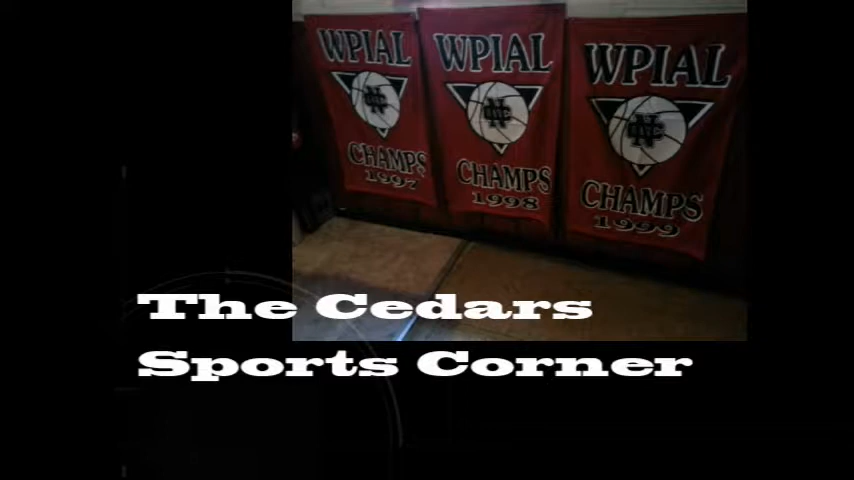 WPIAL
CHAMPS
1997
WPIAL
CHAMPS
1998
WPIAL
CHAMPS
1999
The Cedars
Sports Corner